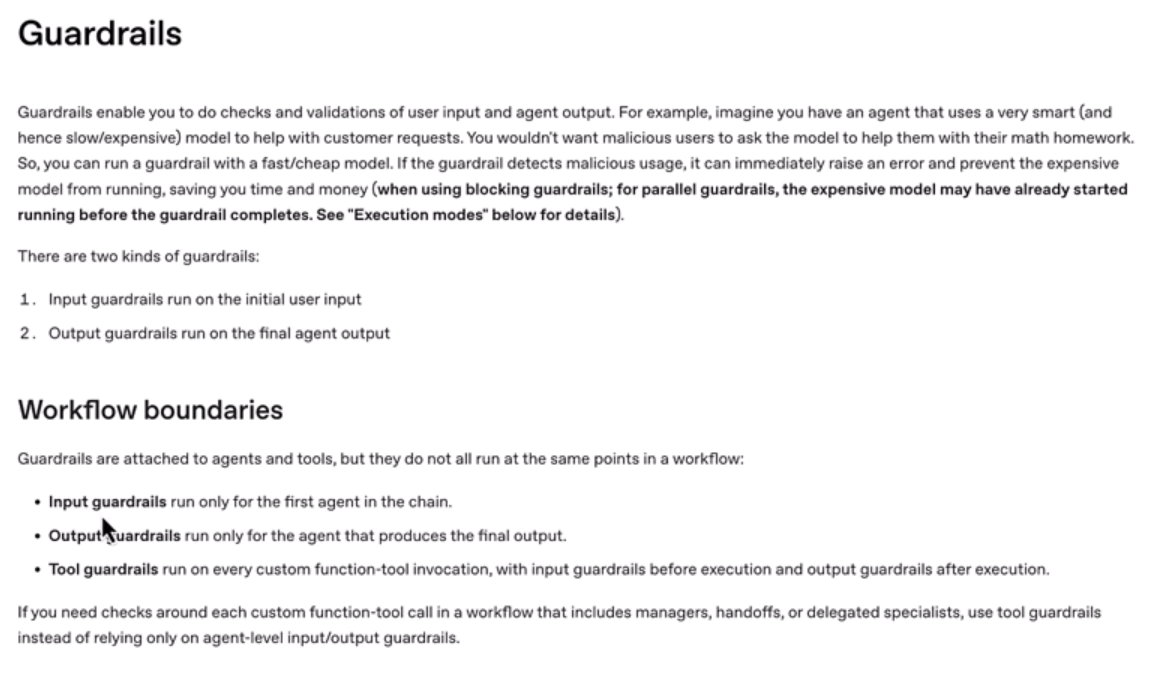 Guardrails
Guardrails enable you to do checks and validations of user input and agent output. For example, imagine you have an agent that uses a very smart (and
hence slow/expensive) model to help with customer requests. You wouldn't want malicious users to ask the model to help them with their math homework.
So, you can run a guardrail with a fast/cheap model. If the guardrail detects malicious usage, it can immediately raise an error and prevent the expensive
model from running, saving you time and money (when using blocking guardrails; for parallel guardrails, the expensive model may have already started
running before the guardrail completes. See "Execution modes" below for details).
There are two kinds of guardrails:
1. Input guardrails run on the initial user input
2. Output guardrails run on the final agent output
Workflow boundaries
Guardrails are attached to agents and tools, but they do not all run at the same points in a workflow:
• Input guardrails run only for the first agent in the chain.
• Output guardrails run only for the agent that produces the final output.
• Tool guardrails run on every custom function-tool invocation, with input guardrails before execution and output guardrails after execution.
If you need checks around each custom function-tool call in a workflow that includes managers, handoffs, or delegated specialists, use tool guardrails
instead of relying only on agent-level input/output guardrails.